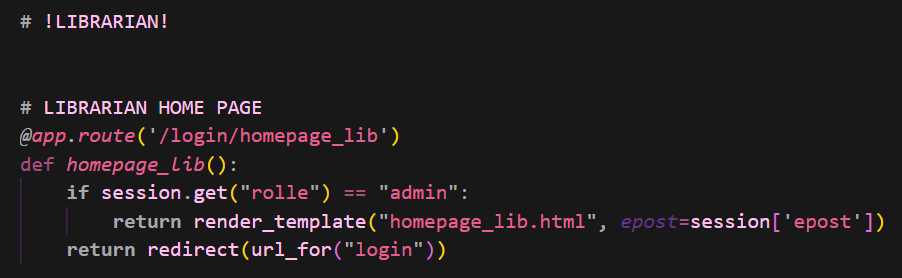 # !LIBRARIAN!
# LIBRARIAN HOME PAGE
@app.route('/login/homepage_lib')
def homepage_lib():
    if session.get("rolle") == "admin":
        return render_template("homepage_lib.html", epost=session['epost'])
    return redirect(url_for("login"))